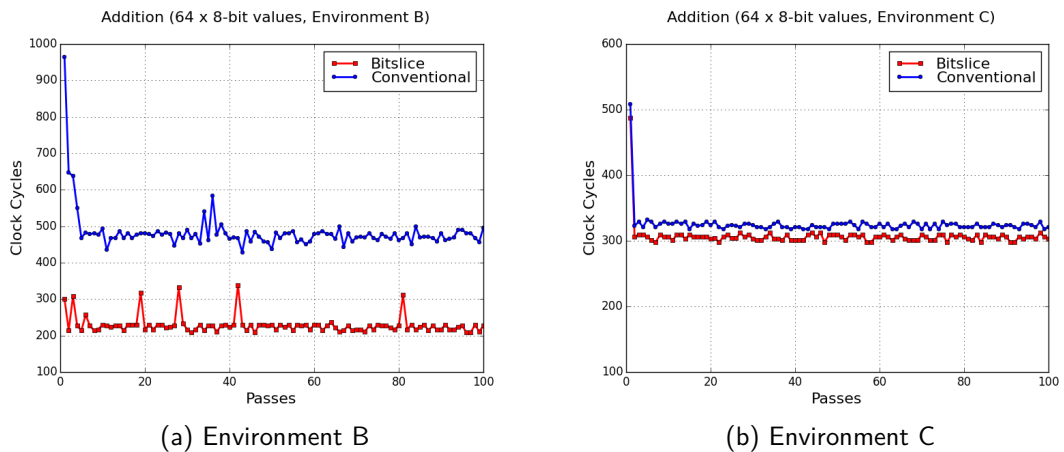 Addition (64 x 8-bit values, Environment B)
1000
900
800
700
600
500
400
300
200
100
Clock Cycles
Bitslice
Conventional
0 20 40 60 80 100
Passes
(a) Environment B
Addition (64 x 8-bit values, Environment C)
600
500
400
300
200
100
Clock Cycles
Bitslice
Conventional
0 20 40 60 80 100
Passes
(b) Environment C